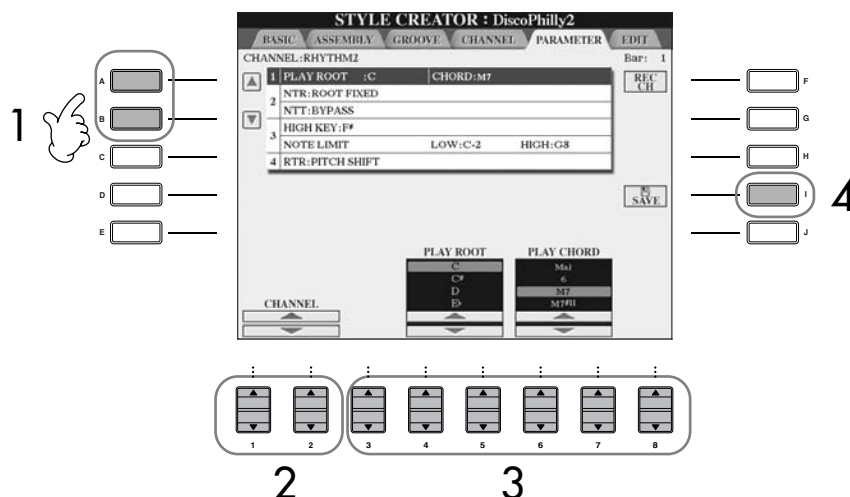 STYLE CREATOR : DiscoPhilly2
BASIC ASSEMBLY GROOVE CHANNEL PARAMETER EDIT
CHANNEL:RHYTHM2 Bar: 1
1 PLAY ROOT :C CHORD:M7
2 NTR:ROOT FIXED
NTT:BYPASS
3 HIGH KEY:F#
NOTE LIMIT LOW:C-2 HIGH:G8
4 RTR:PITCH SHIFT
REC
CH
SAVE
A
B
C
D
E
F
G
H
I
J
1
4
PLAY ROOT PLAY CHORD
C Maj
C# 6
D M7
E♭ M7#11
CHANNEL
1 2 3 4 5 6 7 8
2 3